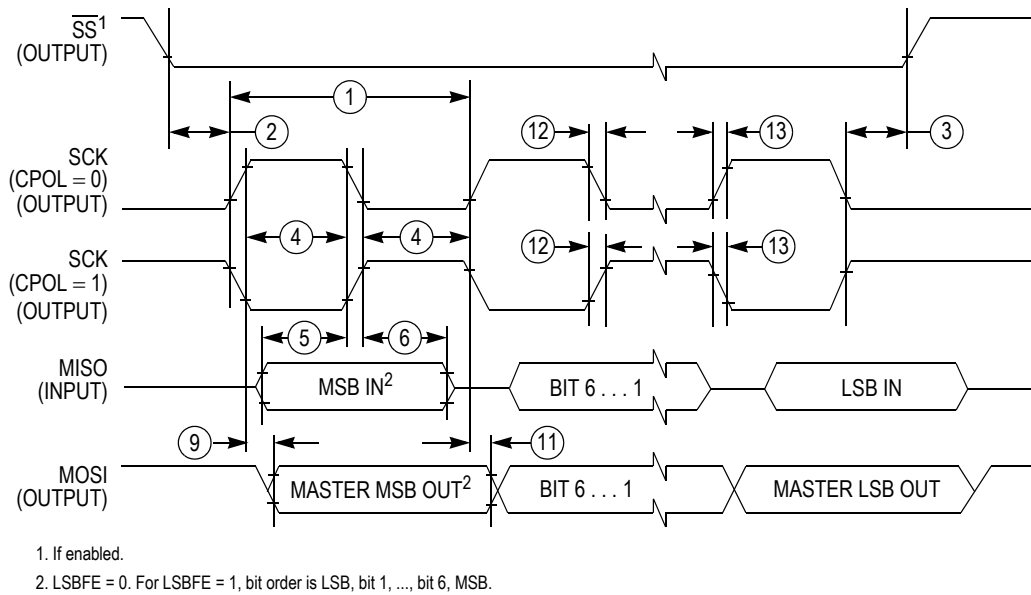 SS¹
(OUTPUT)
1
2
12
13
3
SCK
(CPOL = 0)
(OUTPUT)
4
4
SCK
(CPOL = 1)
(OUTPUT)
12
13
5
6
MISO
(INPUT)
MSB IN²
BIT 6 . . . 1
LSB IN
9
11
MOSI
(OUTPUT)
MASTER MSB OUT²
BIT 6 . . . 1
MASTER LSB OUT
1. If enabled.
2. LSBFE = 0. For LSBFE = 1, bit order is LSB, bit 1, ..., bit 6, MSB.